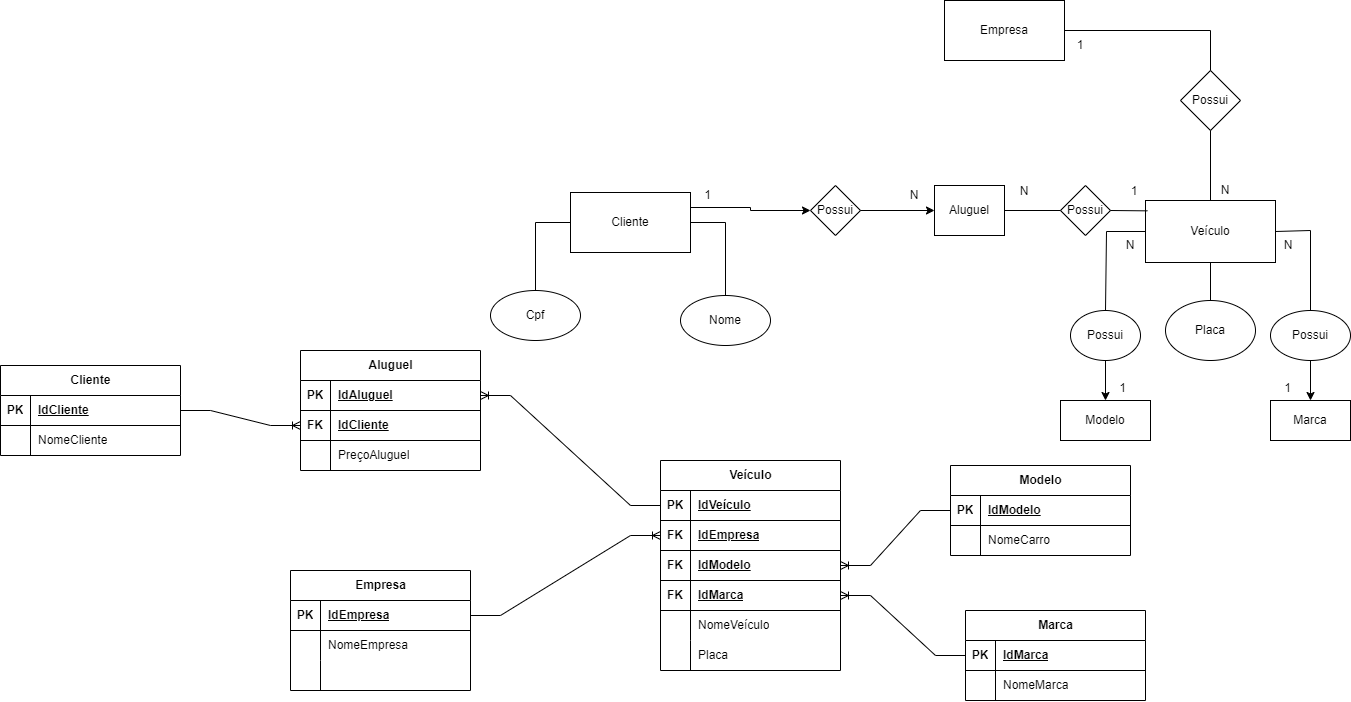 Empresa
1
Possui
N
Cliente
1
Possui
N
Aluguel
N
Possui
1
Veículo
N
N
Cpf
Nome
Possui
Placa
Possui
1
1
Modelo
Marca
Cliente
PK IdCliente
NomeCliente
Aluguel
PK IdAluguel
FK IdCliente
PreçoAluguel
Veículo
PK IdVeículo
FK IdEmpresa
FK IdModelo
FK IdMarca
NomeVeículo
Placa
Modelo
PK IdModelo
NomeCarro
Empresa
PK IdEmpresa
NomeEmpresa
Marca
PK IdMarca
NomeMarca